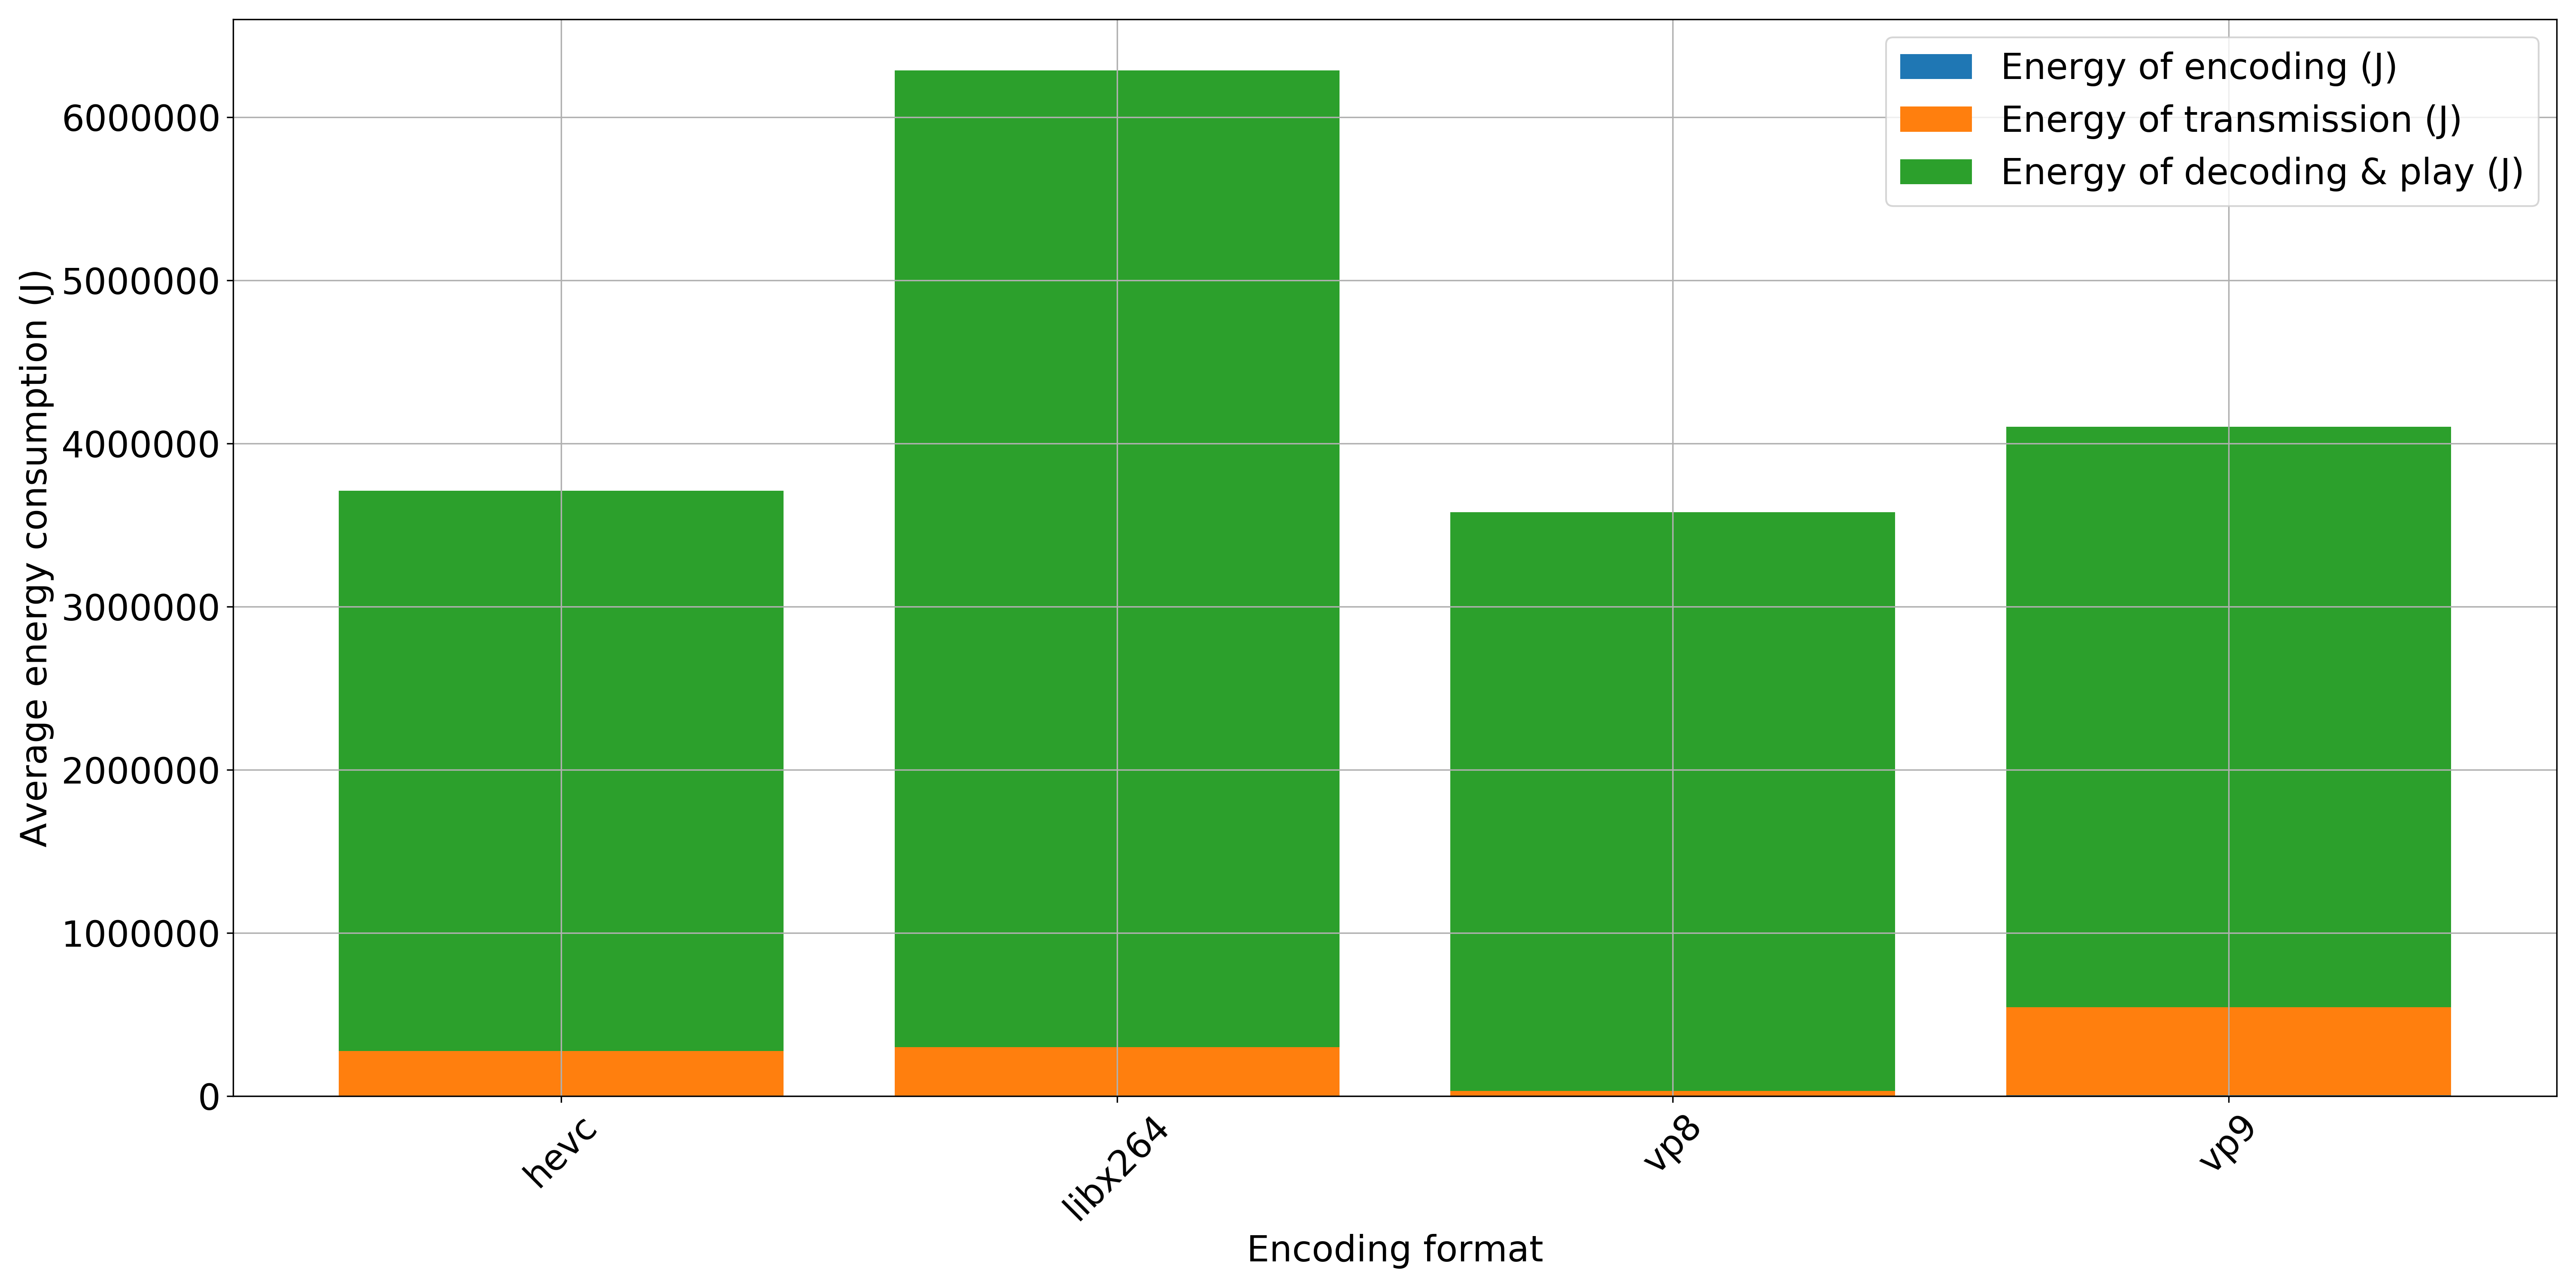 Energy of encoding (J)
Energy of transmission (J)
Energy of decoding & play (J)
Average energy consumption (J)
6000000
5000000
4000000
3000000
2000000
1000000
0
hevc
libx264
vp8
vp9
Encoding format